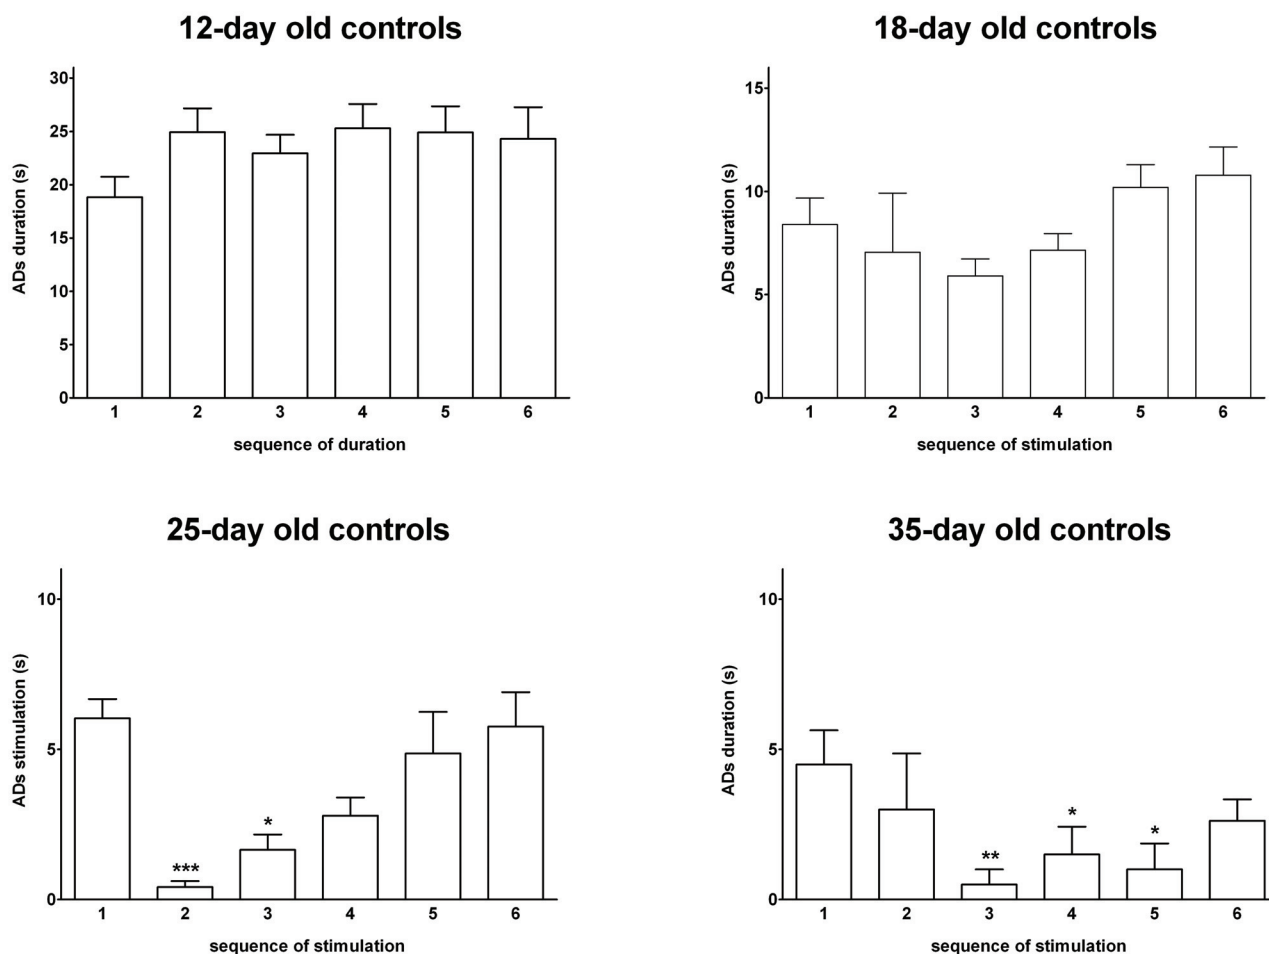 12-day old controls
30
25
20
15
10
5
0
ADs duration (s)
1 2 3 4 5 6
sequence of duration
18-day old controls
15
10
5
0
ADs duration (s)
1 2 3 4 5 6
sequence of stimulation
25-day old controls
10
5
0
ADs stimulation (s)
***
*
1 2 3 4 5 6
sequence of stimulation
35-day old controls
10
5
0
ADs duration (s)
**
*
*
1 2 3 4 5 6
sequence of stimulation